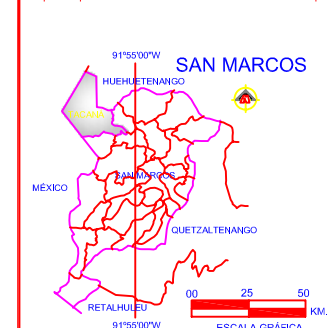 91°55'00"W
SAN MARCOS
HUEHUETENANGO
TACANA
SAN MARCOS
MÉXICO
QUETZALTENANGO
RETALHULEU
00 25 50
KM.
91°55'00"W
ESCALA GRÁFICA